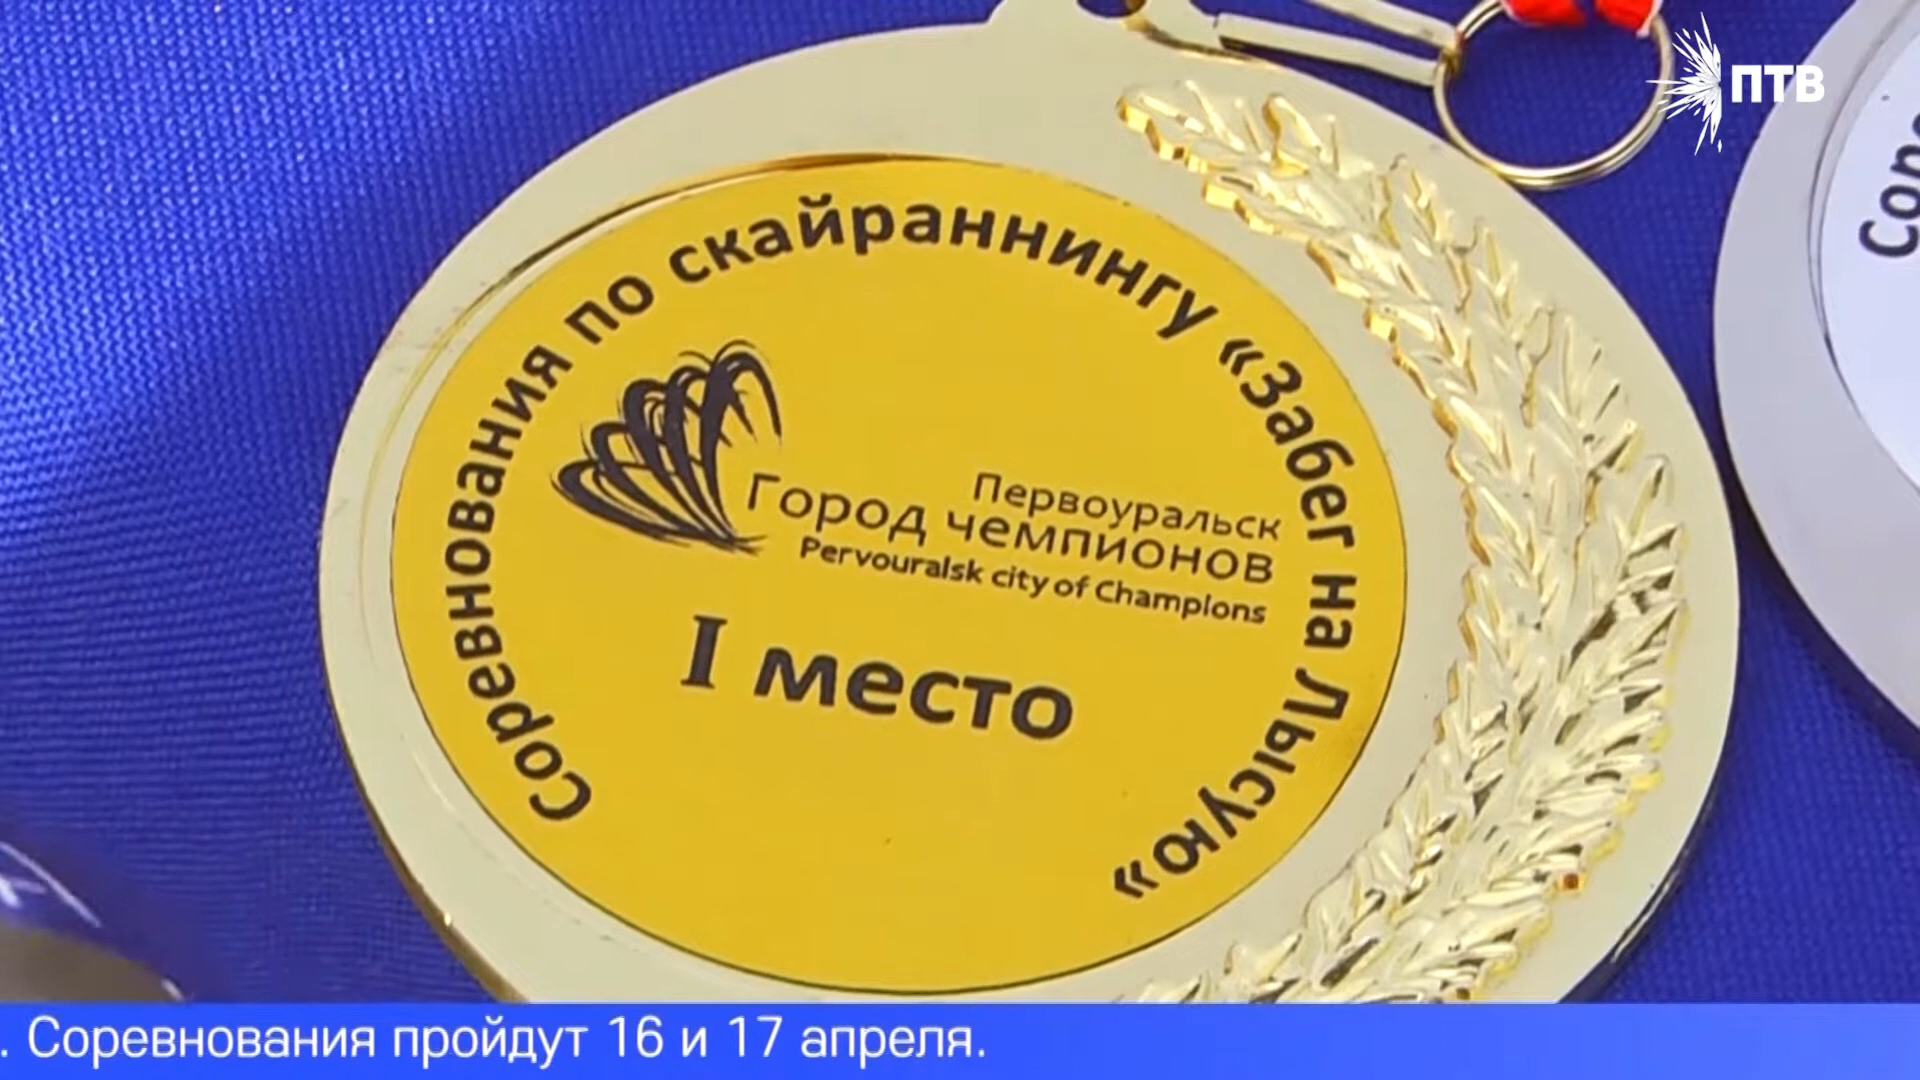 ПТВ
Соревнования по скайраннингу «Забег на Лысую»
Первоуральск
Город чемпионов
Pervouralsk city of Champions
I место
. Соревнования пройдут 16 и 17 апреля.